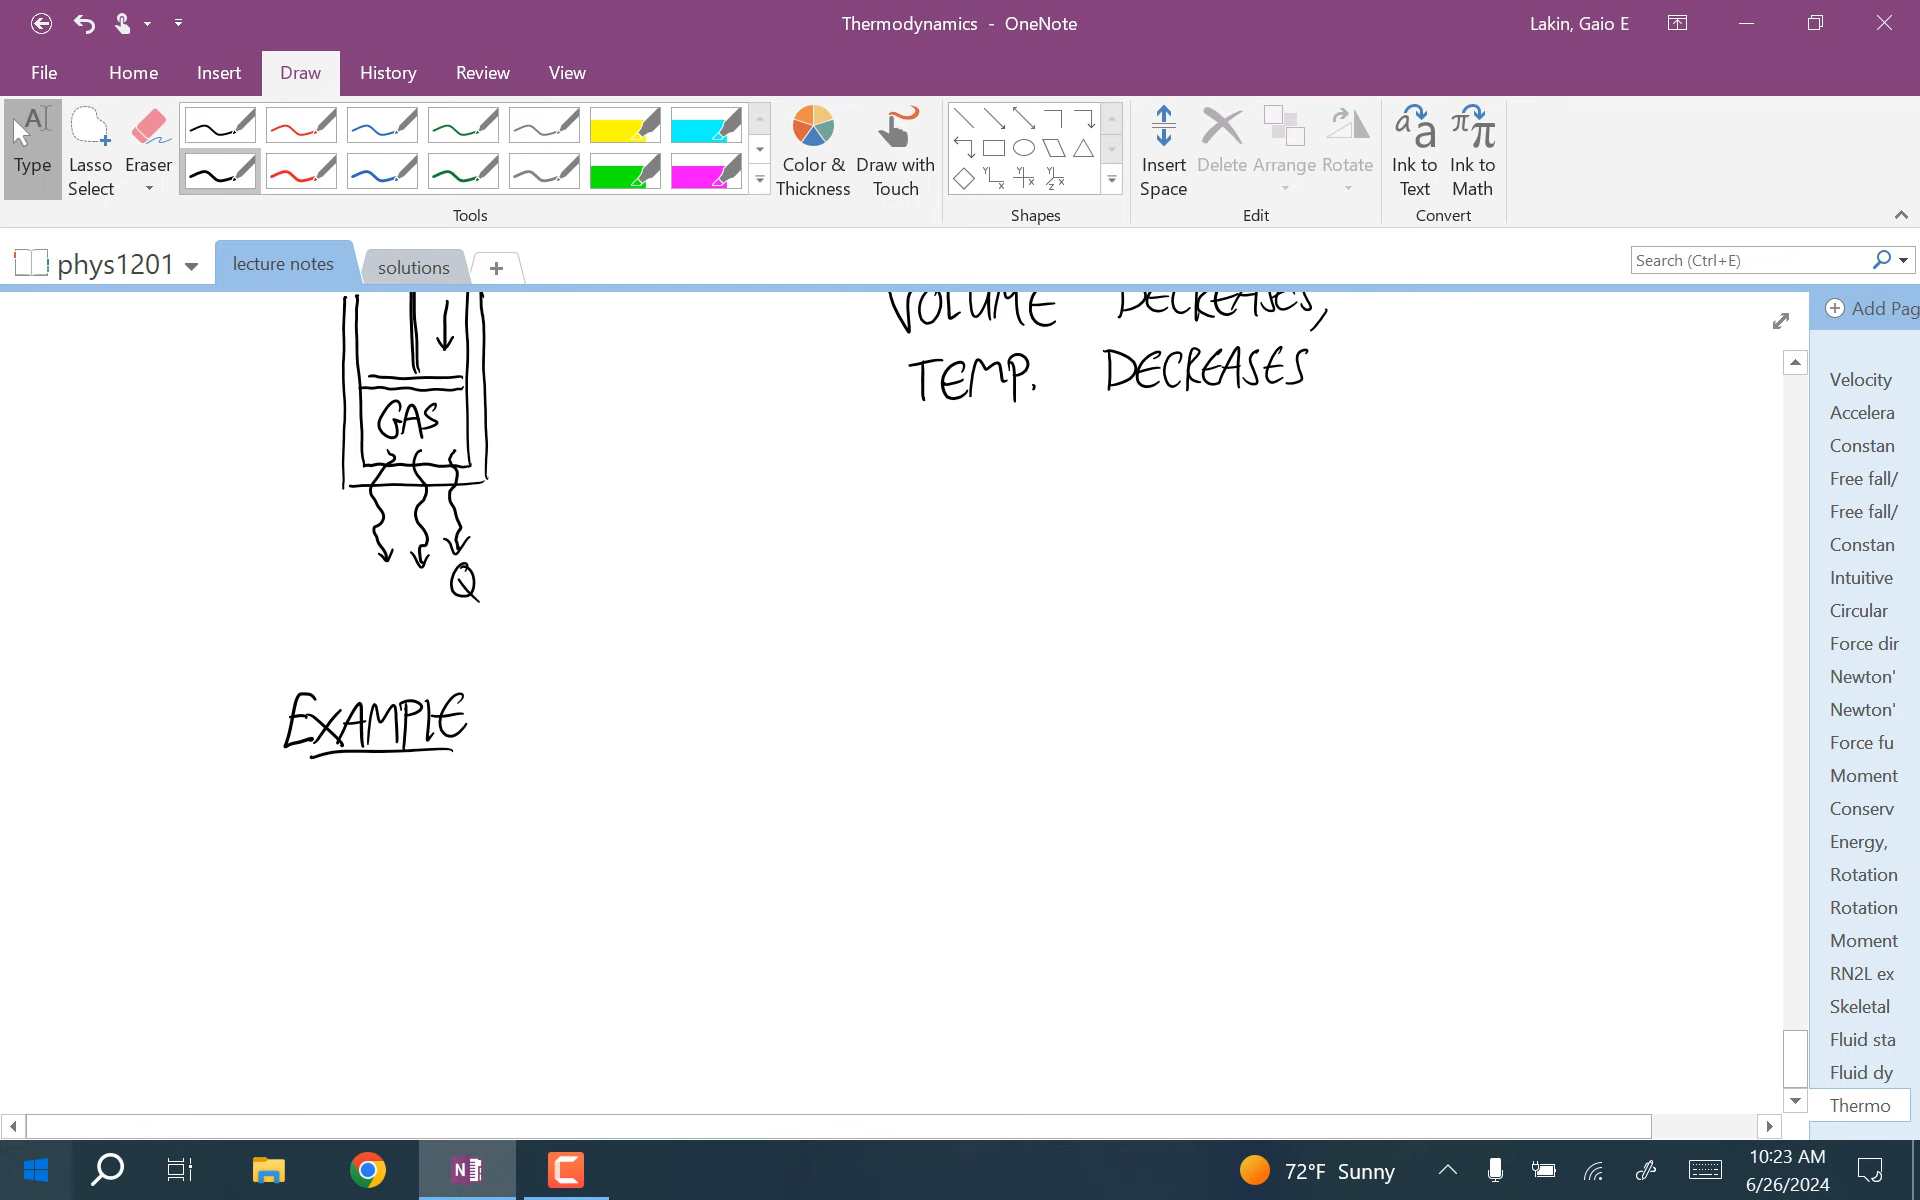 Thermodynamics - OneNote
Lakin, Gaio E
File Home Insert Draw History Review View
Type
Lasso Select
Eraser
Color & Thickness
Draw with Touch
Insert Space
Delete
Arrange
Rotate
Ink to Text
Ink to Math
Tools
Shapes
Edit
Convert
phys1201
lecture notes
solutions
Search (Ctrl+E)
VOLUME DECREASES,
TEMP. DECREASES
GAS
Q
EXAMPLE
Add Pag
Velocity
Accelera
Constan
Free fall/
Free fall/
Constan
Intuitive
Circular
Force dir
Newton'
Newton'
Force fu
Moment
Conserv
Energy,
Rotation
Rotation
Moment
RN2L ex
Skeletal
Fluid sta
Fluid dy
Thermo
72°F Sunny
10:23 AM
6/26/2024